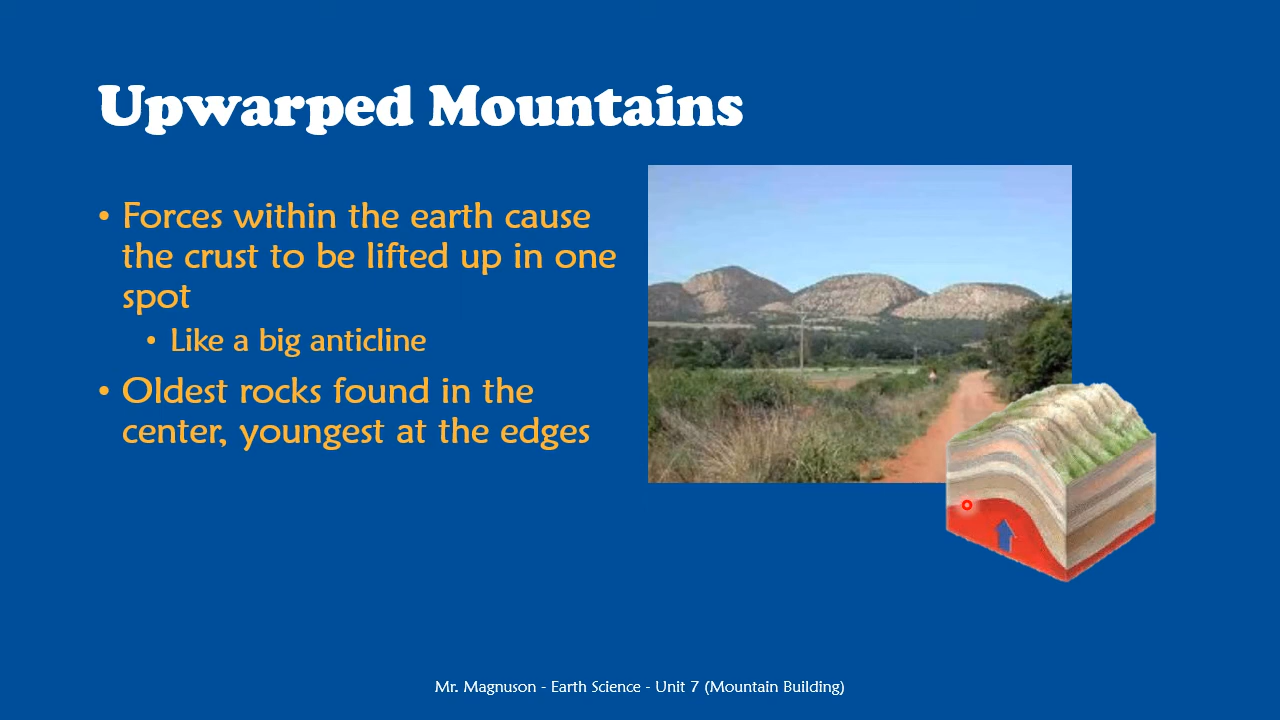 Upwarped Mountains
• Forces within the earth cause
the crust to be lifted up in one
spot
• Like a big anticline
• Oldest rocks found in the
center, youngest at the edges
Mr. Magnuson - Earth Science - Unit 7 (Mountain Building)